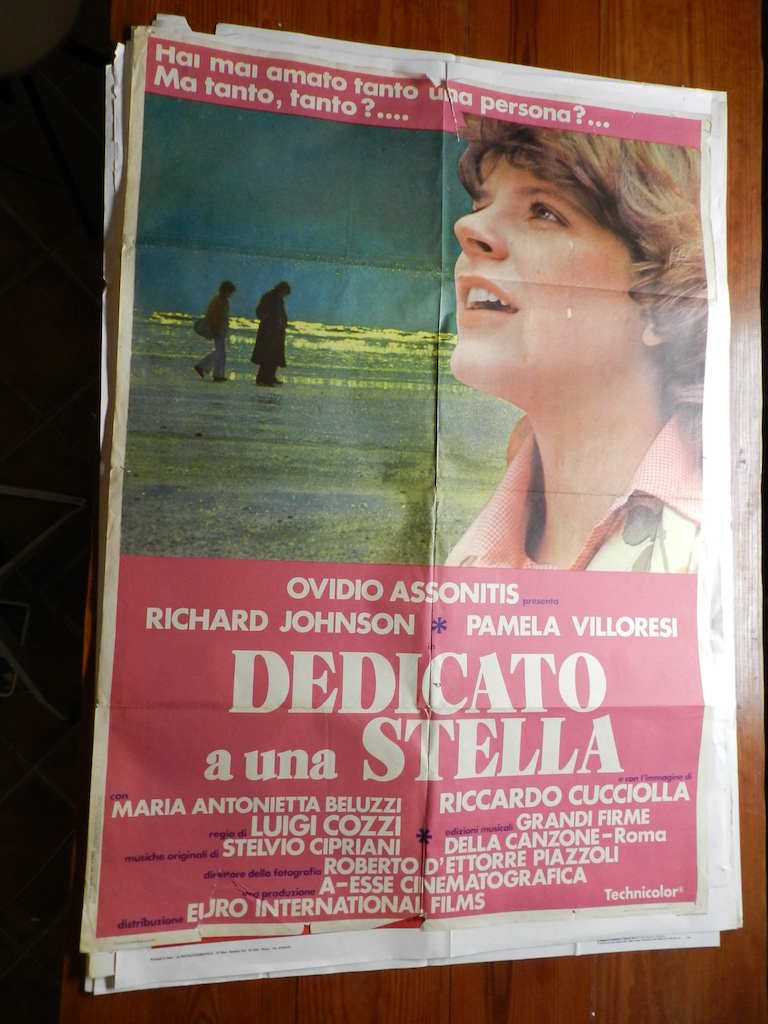 Hai mai amato tanto una persona?...
Ma tanto, tanto?....
OVIDIO ASSONITIS presenta
RICHARD JOHNSON * PAMELA VILLORESI
in
DEDICATO
a una STELLA
con
MARIA ANTONIETTA BELUZZI
e con l'immagine di
RICCARDO CUCCIOLLA
regia di LUIGI COZZI
musiche originali di STELVIO CIPRIANI
*
edizioni musicali GRANDI FIRME
DELLA CANZONE-Roma
direttore della fotografia ROBERTO D'ETTORRE PIAZZOLI
una produzione A-ESSE CINEMATOGRAFICA
distribuzione EURO INTERNATIONAL FILMS
Technicolor®